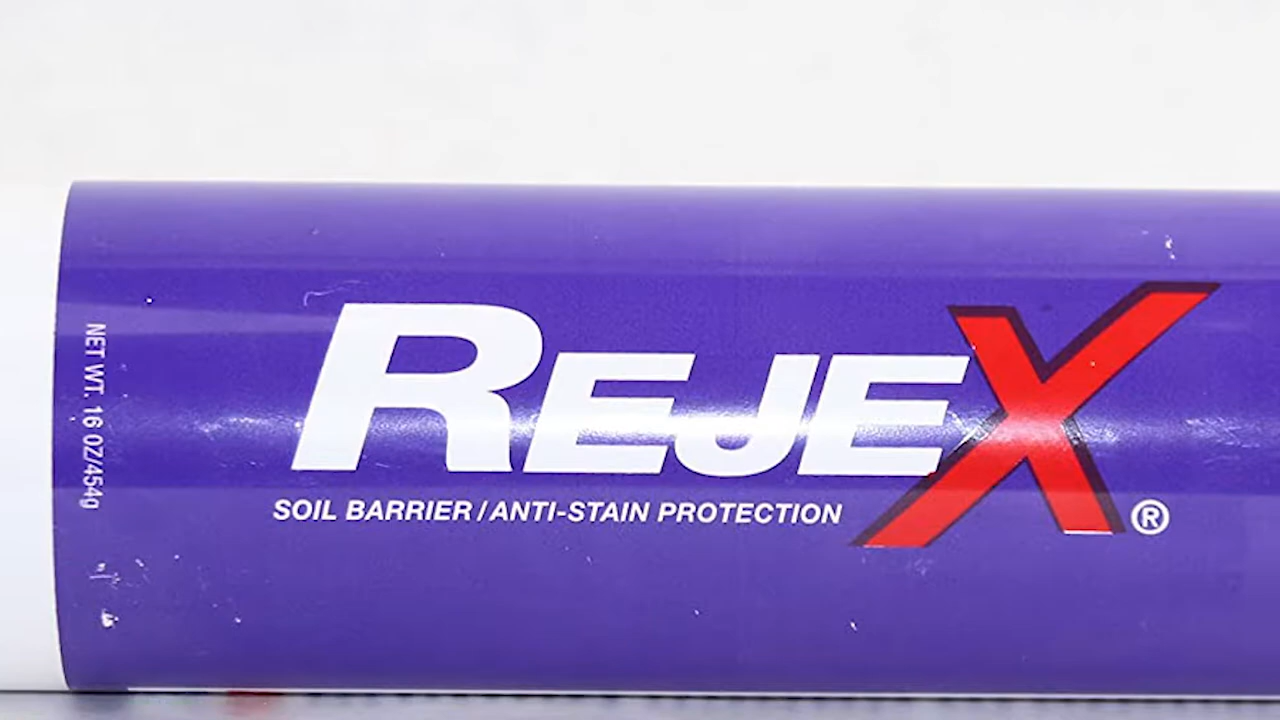 REJEX®
SOIL BARRIER / ANTI-STAIN PROTECTION
NET WT. 16 OZ/454g